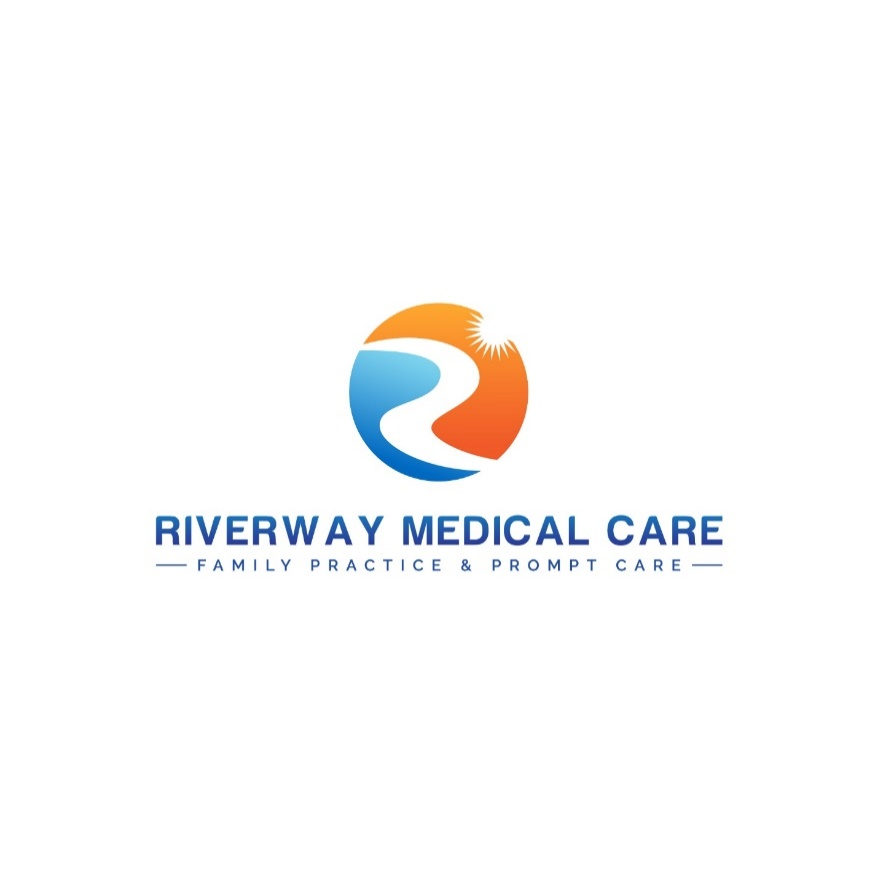 RIVERWAY MEDICAL CARE
FAMILY PRACTICE & PROMPT CARE